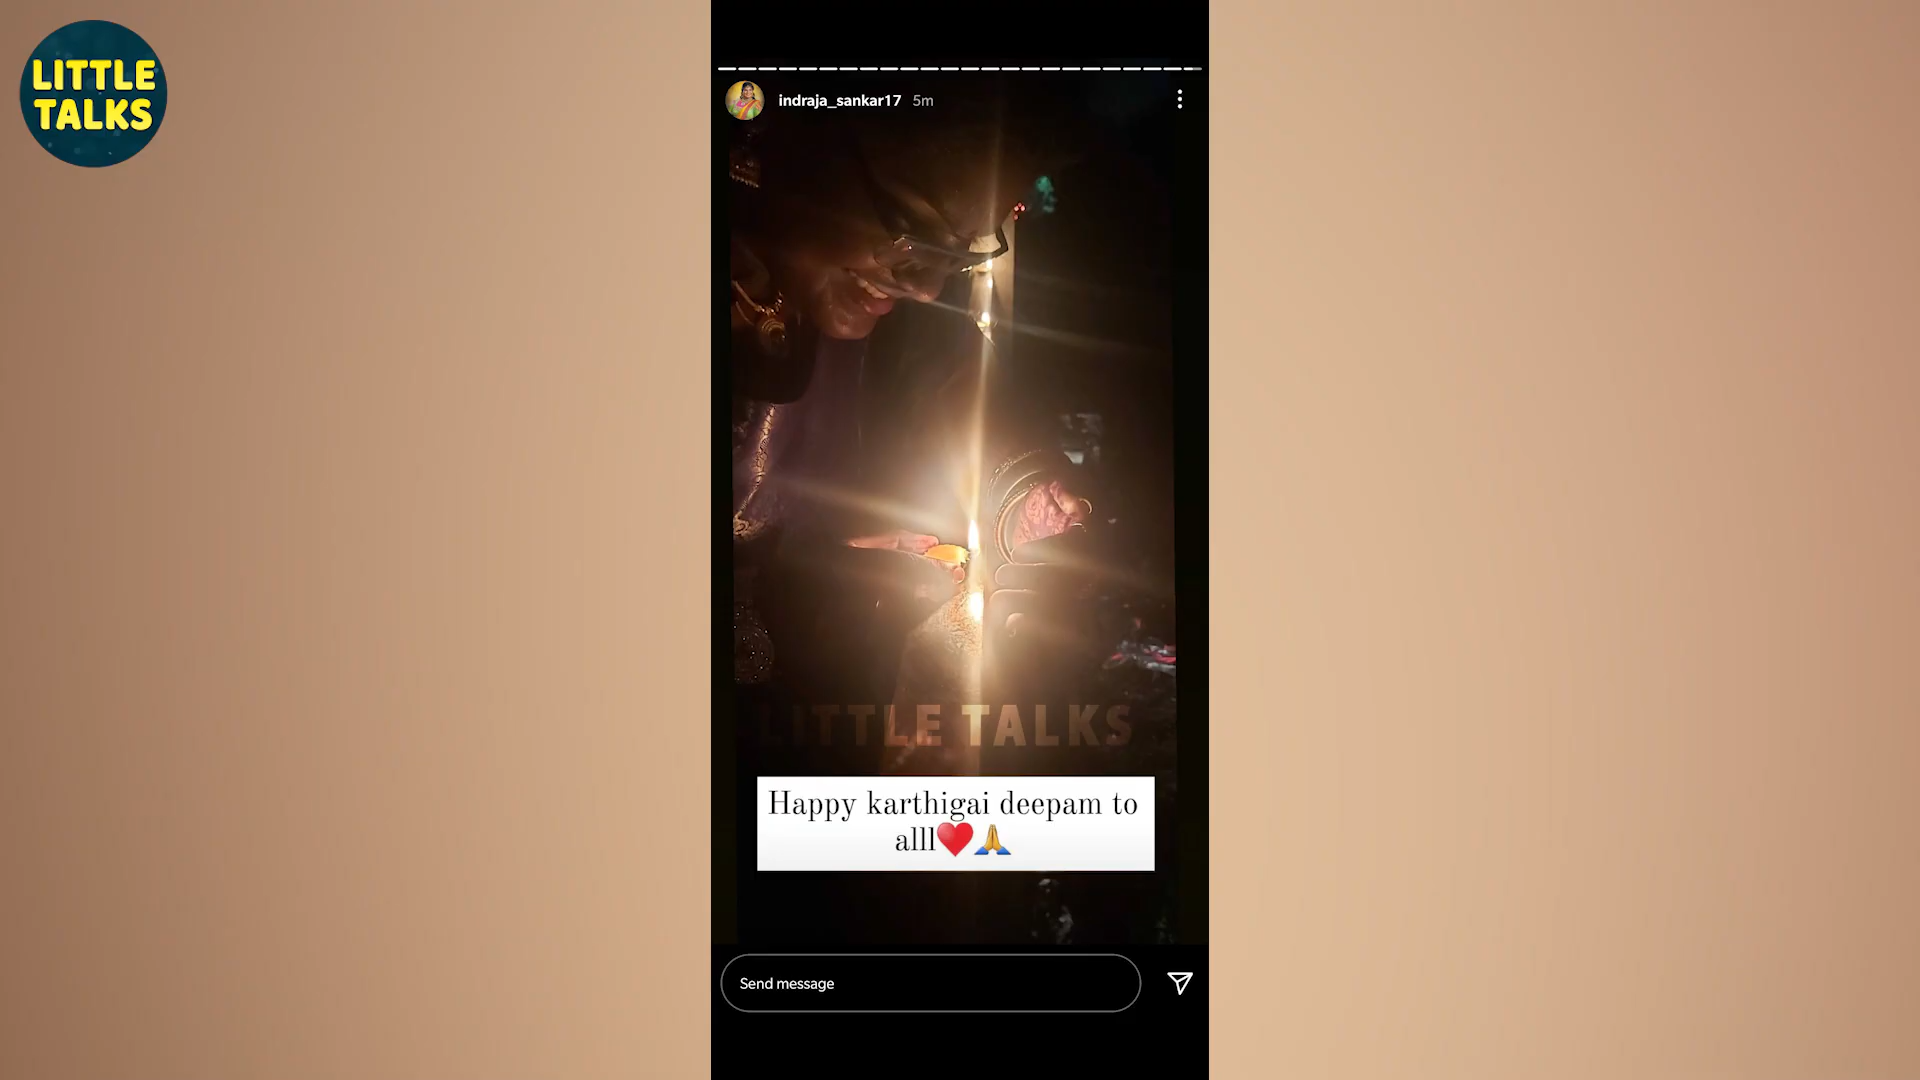 LITTLE
TALKS
indraja_sankar17 5m
LITTLE TALKS
Happy karthigai deepam to
alll❤️🙏
Send message